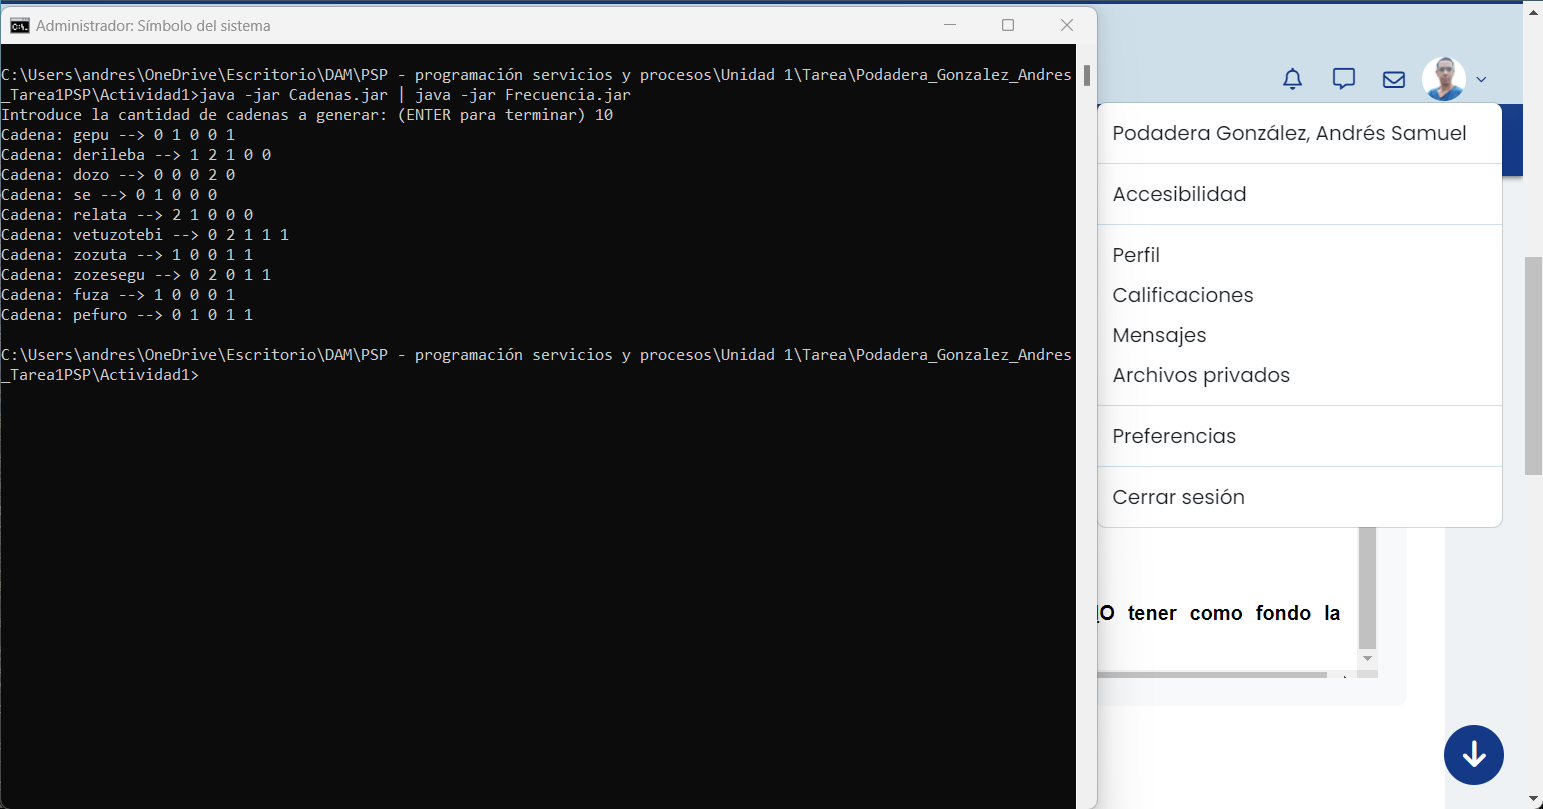 Administrador: Símbolo del sistema
C:\Users\andres\OneDrive\Escritorio\DAM\PSP - programación servicios y procesos\Unidad 1\Tarea\Podadera_Gonzalez_Andres
_Tarea1PSP\Actividad1>java -jar Cadenas.jar | java -jar Frecuencia.jar
Introduce la cantidad de cadenas a generar: (ENTER para terminar) 10
Cadena: gepu --> 0 1 0 0 1
Cadena: derileba --> 1 2 1 0 0
Cadena: dozo --> 0 0 0 2 0
Cadena: se --> 0 1 0 0 0
Cadena: relata --> 2 1 0 0 0
Cadena: vetuzotebi --> 0 2 1 1 1
Cadena: zozuta --> 1 0 0 1 1
Cadena: zozesegu --> 0 2 0 1 1
Cadena: fuza --> 1 0 0 0 1
Cadena: pefuro --> 0 1 0 1 1
C:\Users\andres\OneDrive\Escritorio\DAM\PSP - programación servicios y procesos\Unidad 1\Tarea\Podadera_Gonzalez_Andres
_Tarea1PSP\Actividad1>
Podadera González, Andrés Samuel
Accesibilidad
Perfil
Calificaciones
Mensajes
Archivos privados
Preferencias
Cerrar sesión
tener como fondo la